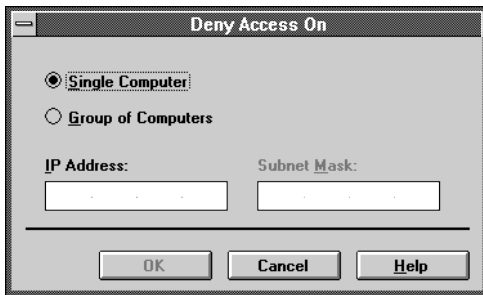 Deny Access On
Single Computer
Group of Computers
IP Address: Subnet Mask:
. . . . . .
OK Cancel Help